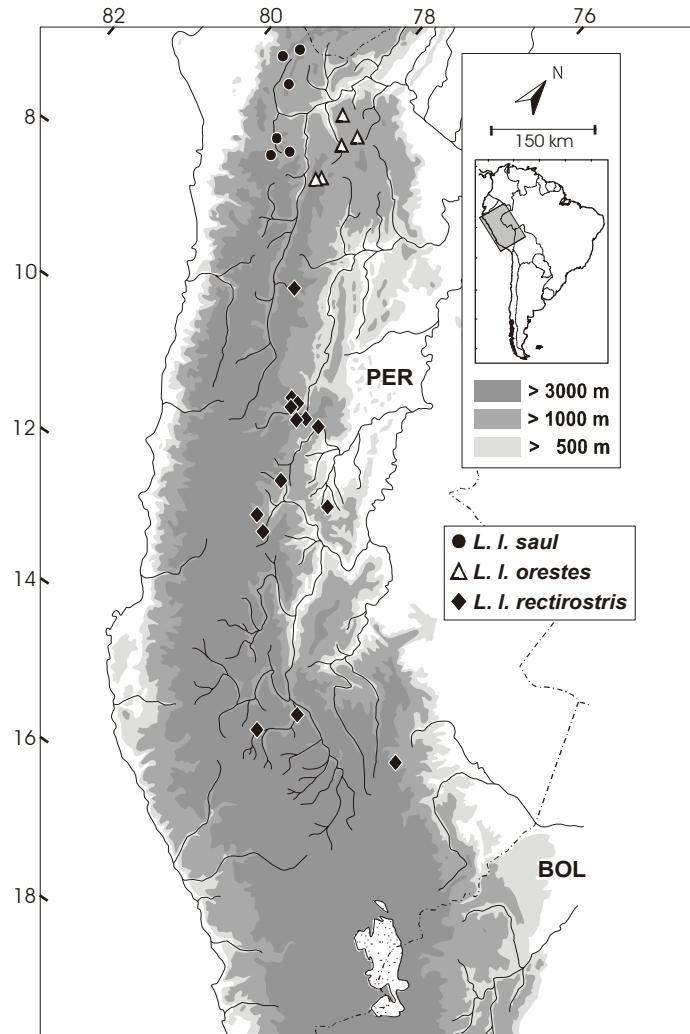 82 80 78 76
N
150 km
8
10
PER
> 3000 m
> 1000 m
> 500 m
12
L. l. saul
L. l. orestes
L. l. rectirostris
14
16
BOL
18